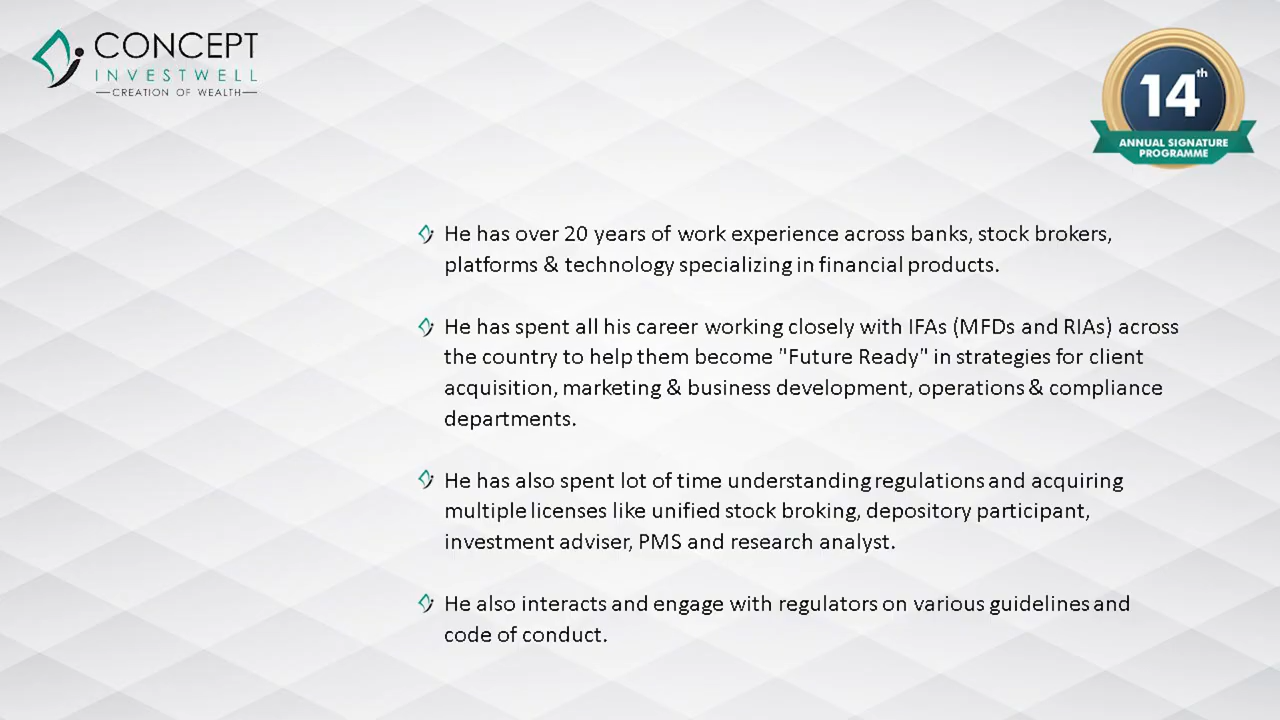 CONCEPT
INVESTWELL
CREATION OF WEALTH
14th
ANNUAL SIGNATURE
PROGRAMME
He has over 20 years of work experience across banks, stock brokers,
platforms & technology specializing in financial products.
He has spent all his career working closely with IFAs (MFDs and RIAs) across
the country to help them become "Future Ready" in strategies for client
acquisition, marketing & business development, operations & compliance
departments.
He has also spent lot of time understanding regulations and acquiring
multiple licenses like unified stock broking, depository participant,
investment adviser, PMS and research analyst.
He also interacts and engage with regulators on various guidelines and
code of conduct.